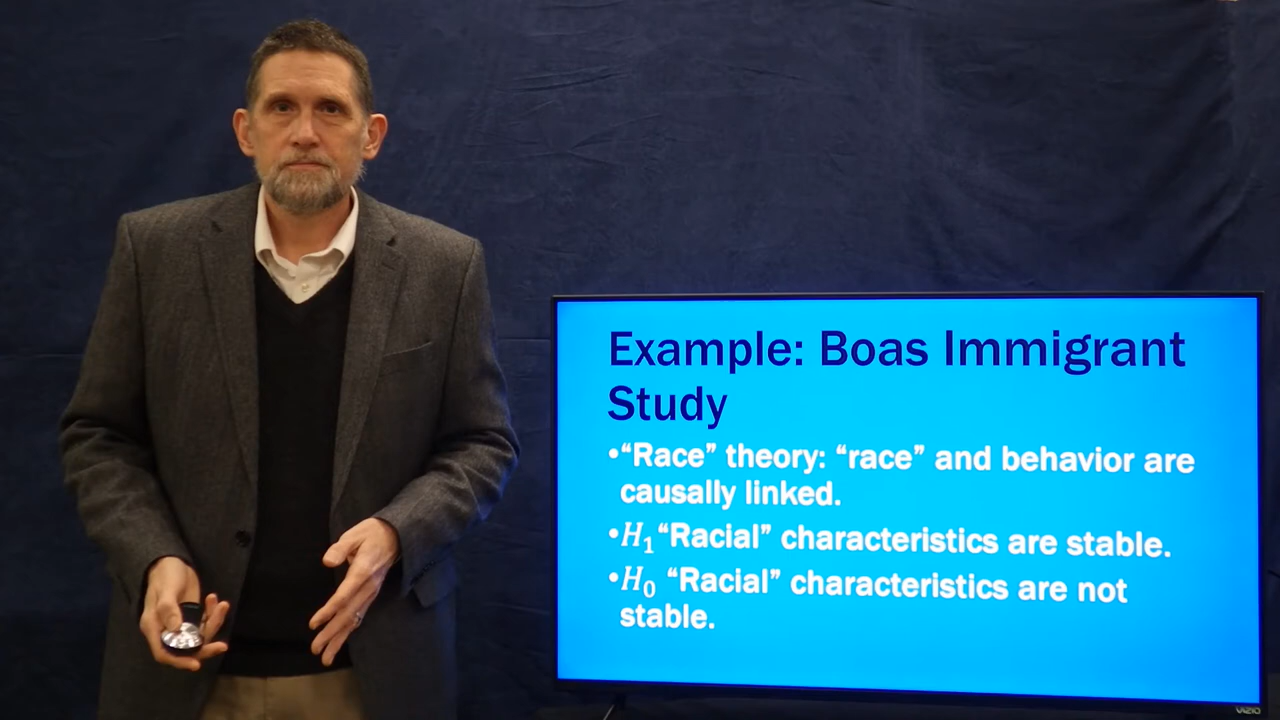 Example: Boas Immigrant
Study
•“Race” theory: “race” and behavior are
causally linked.
•H₁“Racial” characteristics are stable.
•H₀ “Racial” characteristics are not
stable.
VIZIO